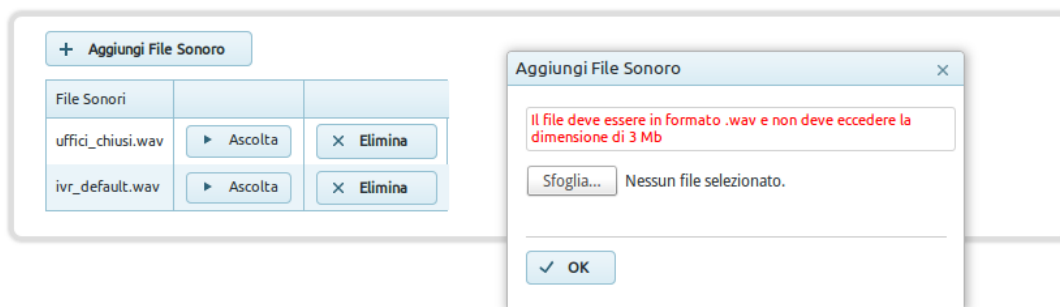 Aggiungi File Sonoro
File Sonori
uffici_chiusi.wav Ascolta Elimina
ivr_default.wav Ascolta Elimina
Aggiungi File Sonoro
Il file deve essere in formato .wav e non deve eccedere la
dimensione di 3 Mb
Sfoglia... Nessun file selezionato.
OK